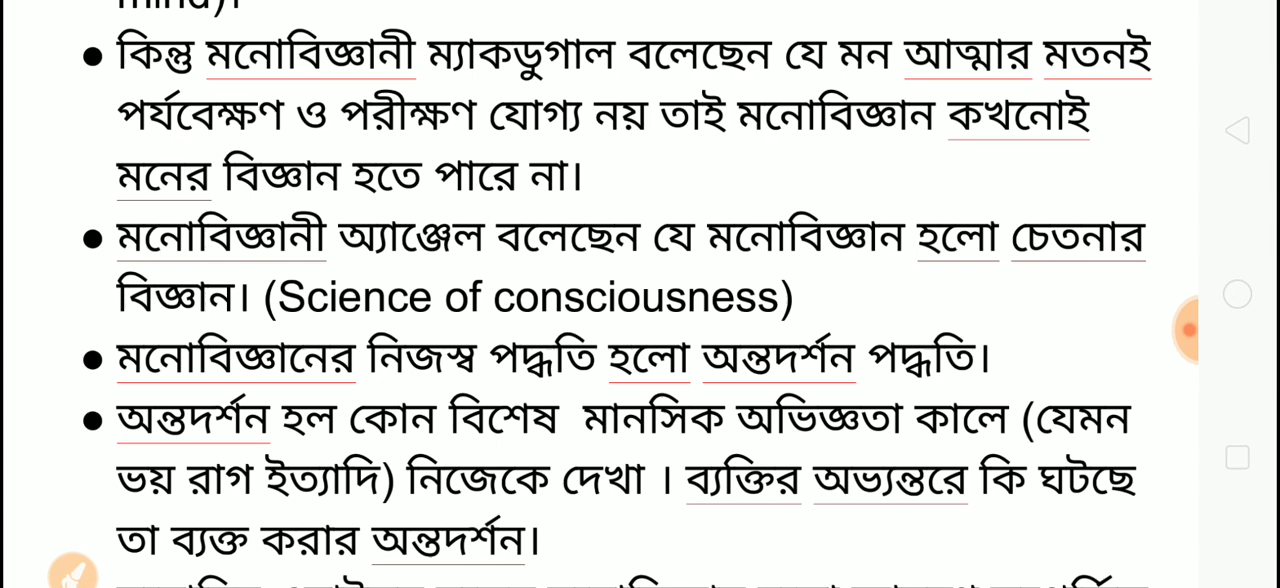 mind)।
● কিন্তু মনোবিজ্ঞানী ম্যাকডুগাল বলেছেন যে মন আত্মার মতনই
পর্যবেক্ষণ ও পরীক্ষণ যোগ্য নয় তাই মনোবিজ্ঞান কখনোই
মনের বিজ্ঞান হতে পারে না।
● মনোবিজ্ঞানী অ্যাঞ্জেল বলেছেন যে মনোবিজ্ঞান হলো চেতনার
বিজ্ঞান। (Science of consciousness)
● মনোবিজ্ঞানের নিজস্ব পদ্ধতি হলো অন্তদর্শন পদ্ধতি।
● অন্তদর্শন হল কোন বিশেষ মানসিক অভিজ্ঞতা কালে (যেমন
ভয় রাগ ইত্যাদি) নিজেকে দেখা । ব্যক্তির অভ্যন্তরে কি ঘটছে
তা ব্যক্ত করার অন্তদর্শন।